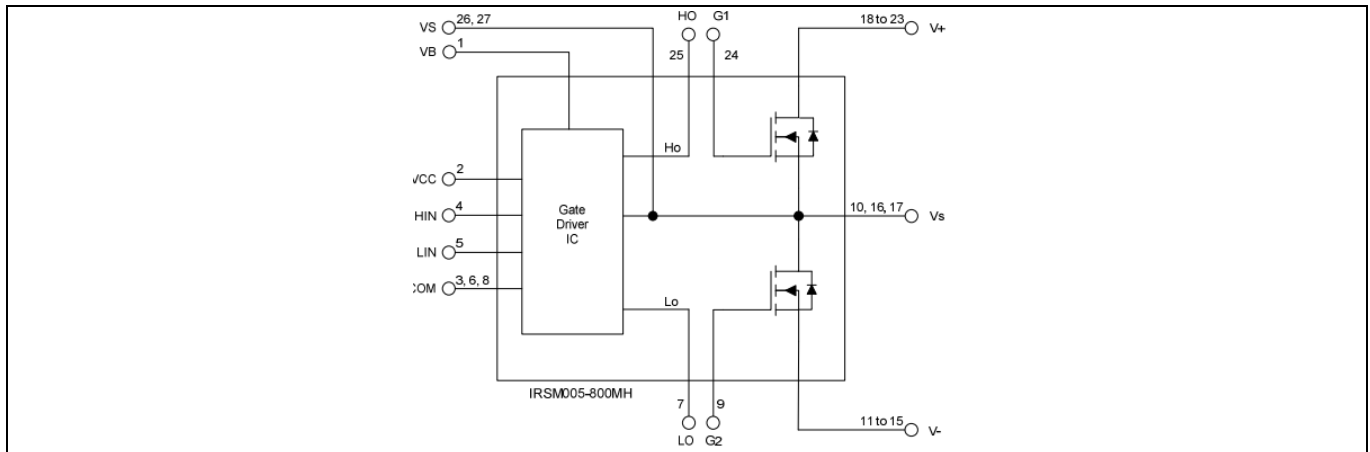 HO G1
VS 26, 27
18 to 23 V+
VB 1
25 24
Ho
VCC 2
HIN 4
Gate
Driver
IC
10, 16, 17 Vs
LIN 5
COM 3, 6, 8
Lo
IRSM005-800MH
7 9
11 to 15 V-
LO G2